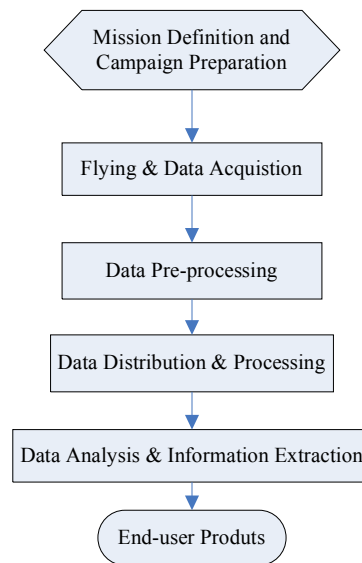 Mission Definition and
Campaign Preparation
Flying & Data Acquistion
Data Pre-processing
Data Distribution & Processing
Data Analysis & Information Extraction
End-user Produts